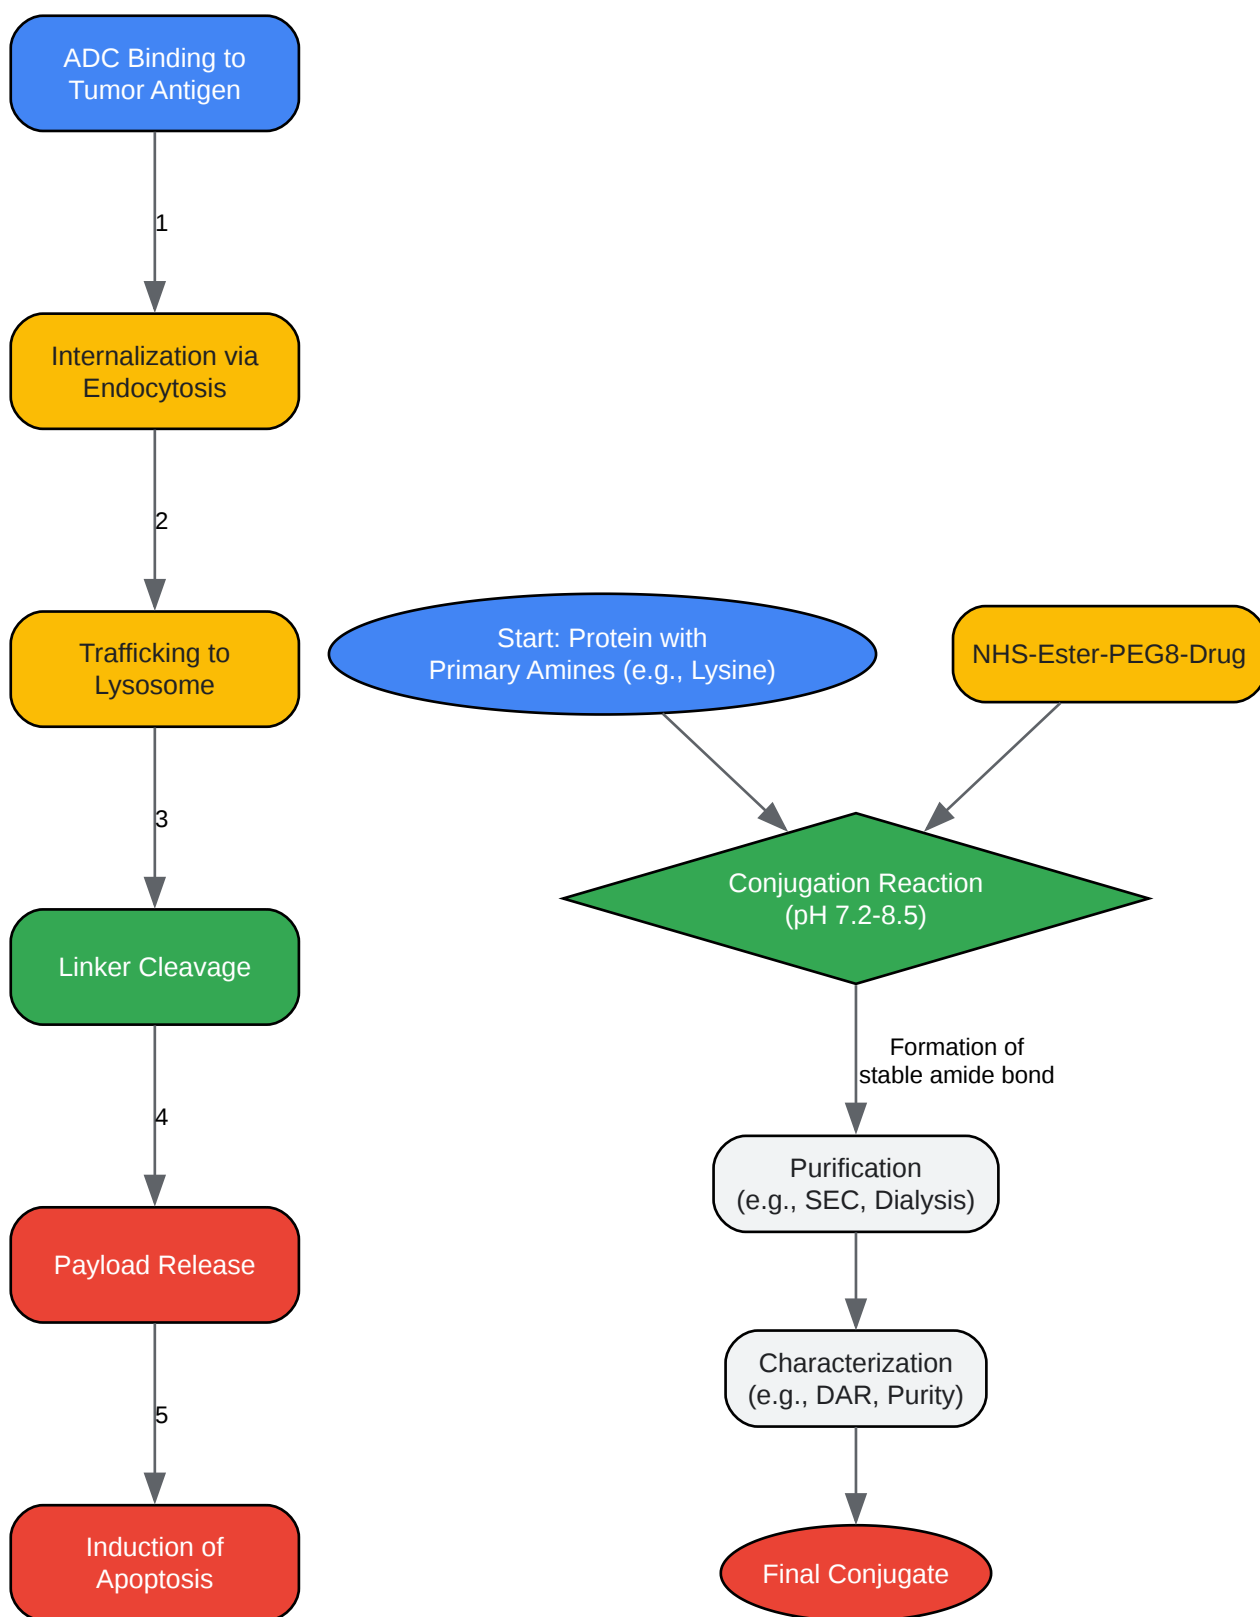 ADC Binding to
Tumor Antigen
1
Internalization via
Endocytosis
2
Trafficking to
Lysosome
3
Linker Cleavage
4
Payload Release
5
Induction of
Apoptosis
Start: Protein with
Primary Amines (e.g., Lysine)
NHS-Ester-PEG8-Drug
Conjugation Reaction
(pH 7.2-8.5)
Formation of
stable amide bond
Purification
(e.g., SEC, Dialysis)
Characterization
(e.g., DAR, Purity)
Final Conjugate